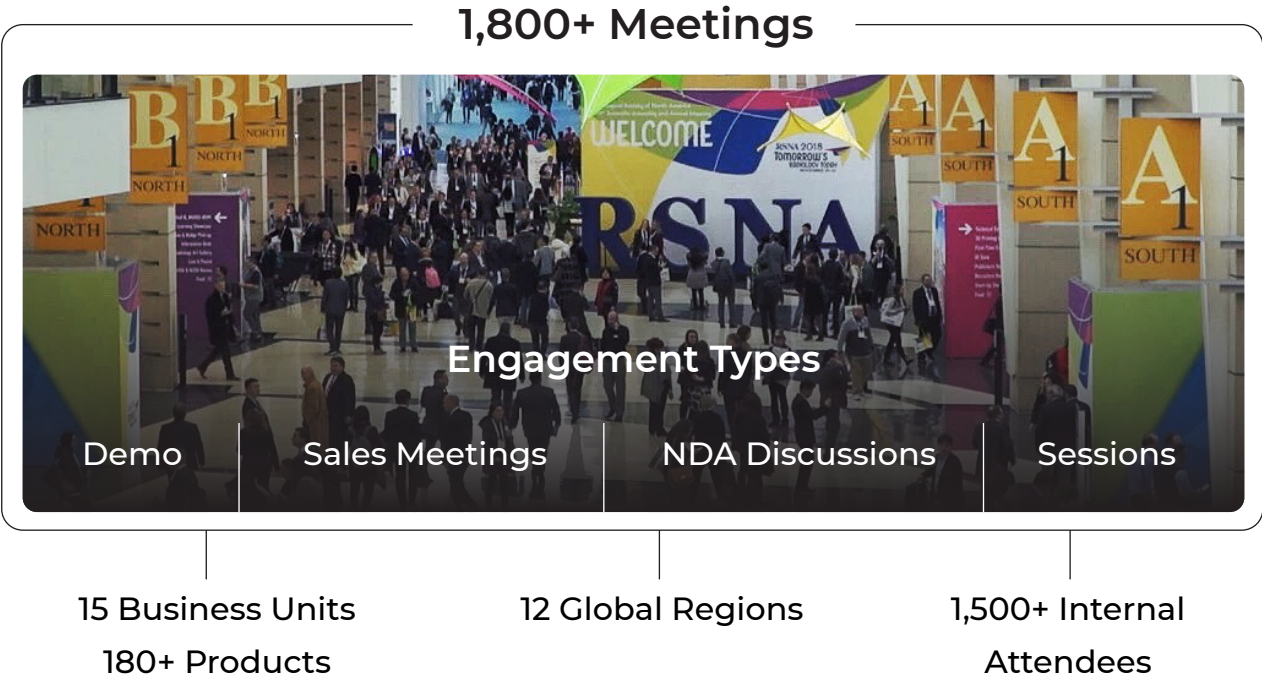 1,800+ Meetings
B
1
NORTH
B
1
NORTH
B
1
NORTH
NORTH
WELCOME
RSNA 2018
TOMORROW'S
RADIOLOGY TODAY
RSNA
A
1
SOUTH
A
1
SOUTH
A
1
SOUTH
A
1
SOUTH
Engagement Types
Demo
Sales Meetings
NDA Discussions
Sessions
15 Business Units
180+ Products
12 Global Regions
1,500+ Internal
Attendees